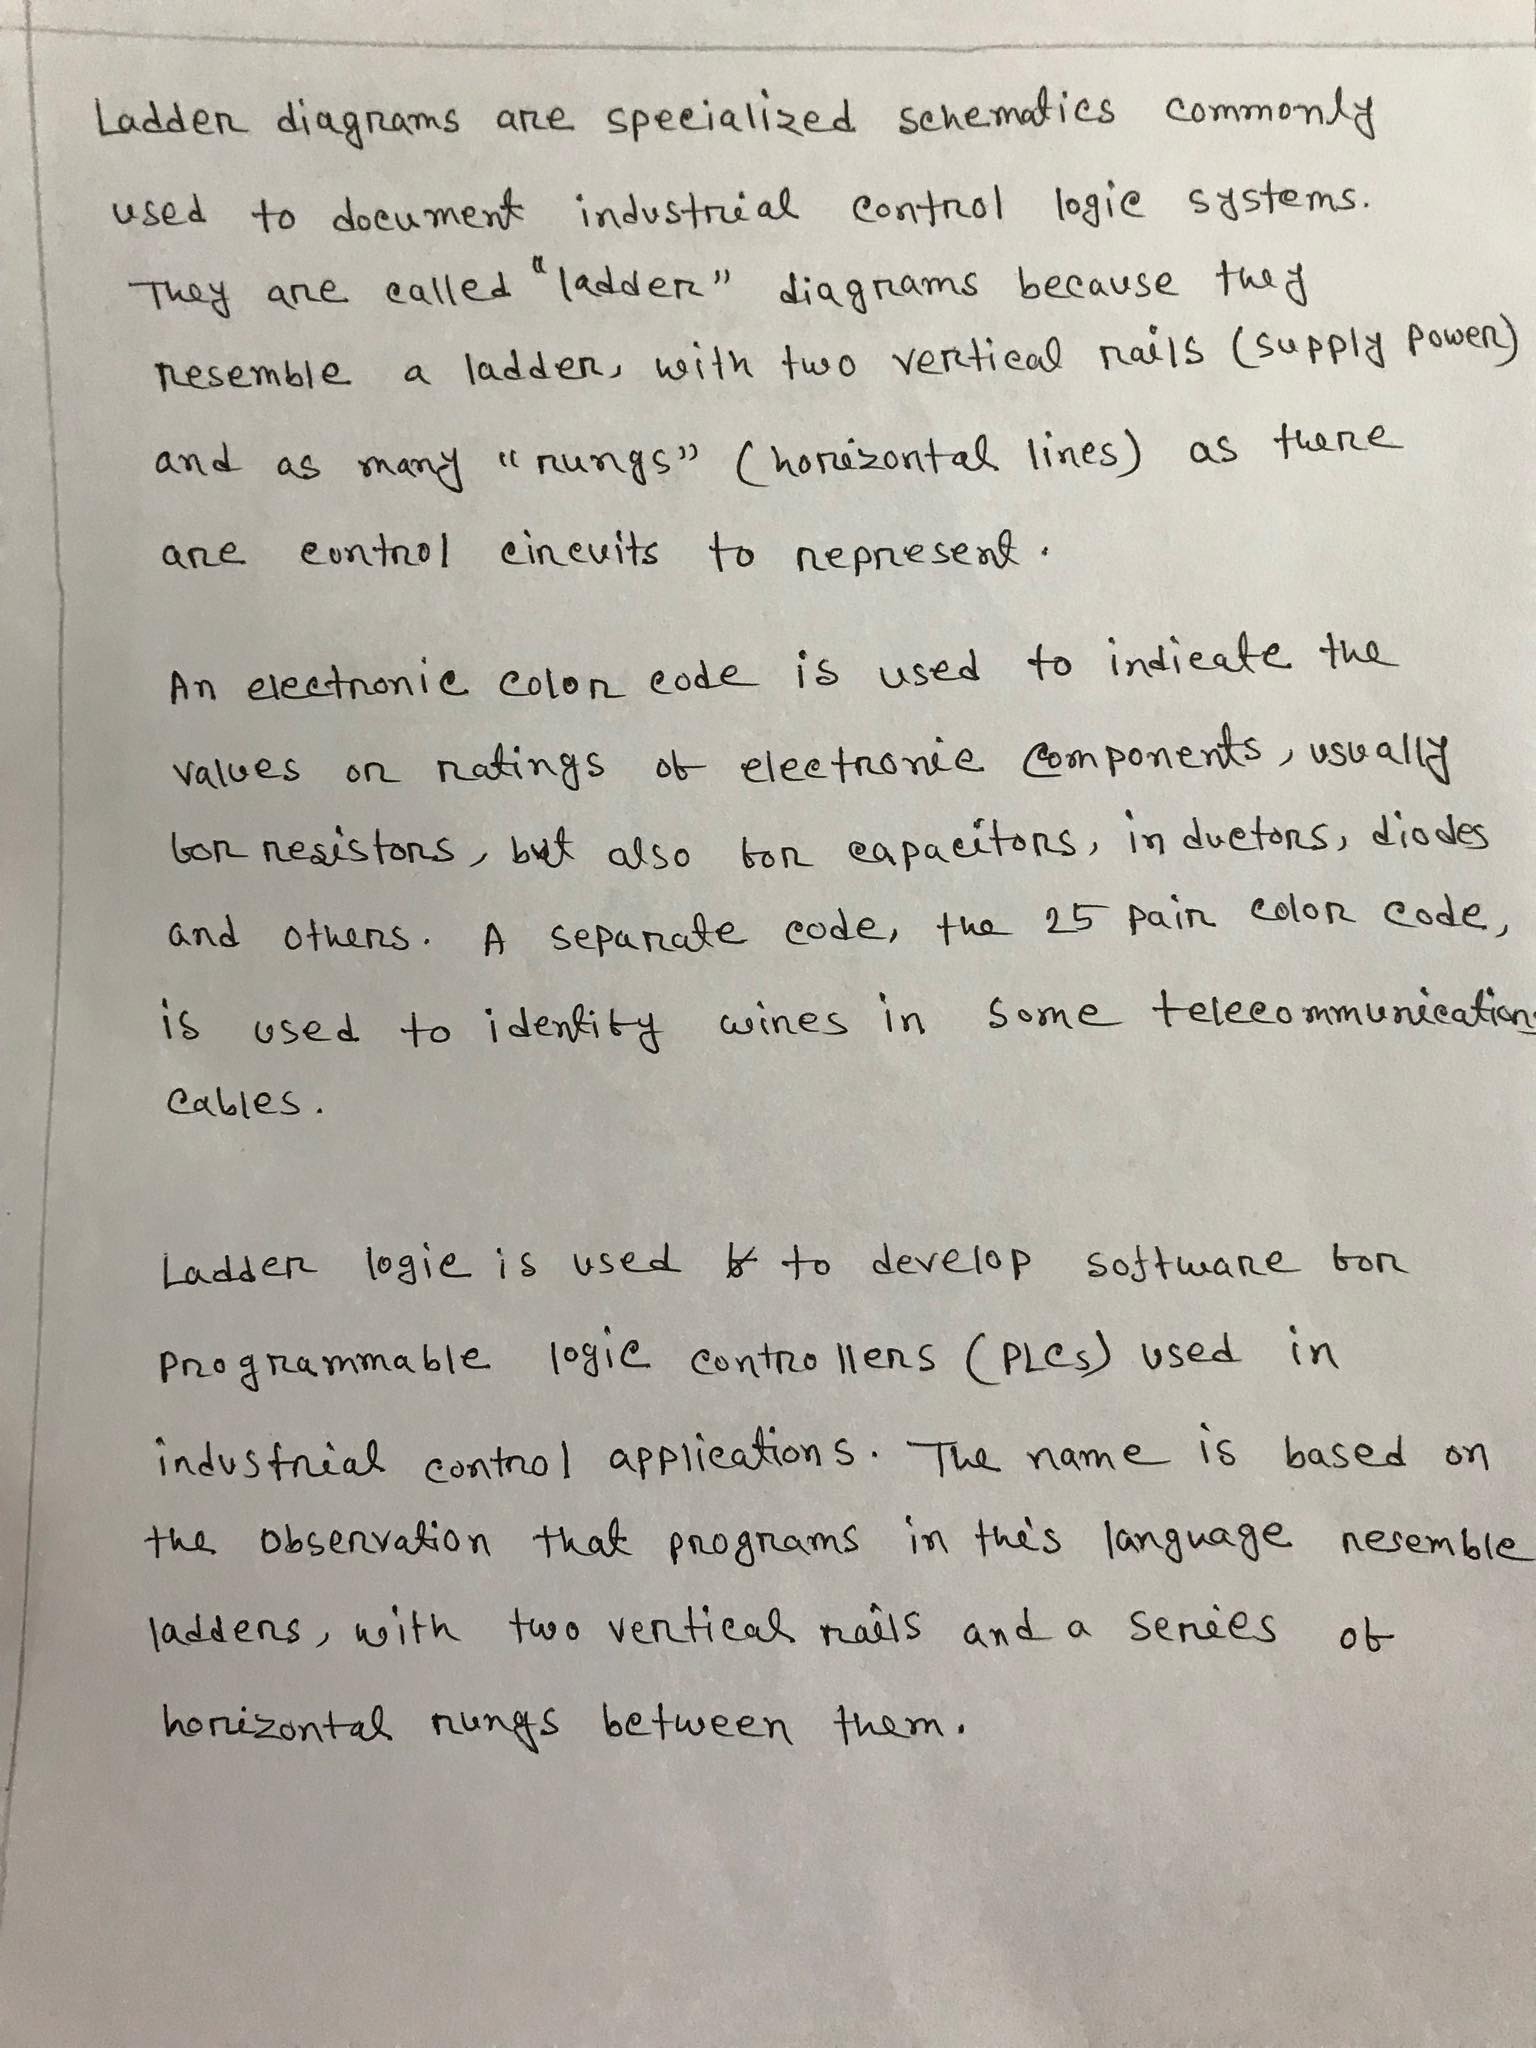 Ladder diagrams are specialized schematics commonly
used to document industrial control logic systems.
They are called "ladder" diagrams because they
resemble a ladder, with two vertical rails (supply power)
and as many "rungs" (horizontal lines) as there
are control circuits to represent.
An electronic color code is used to indicate the
values or ratings of electronic components, usually
for resistors, but also for capacitors, inductors, diodes
and others. A separate code, the 25 pair color code,
is used to identify wires in some telecommunications
cables.
Ladder logic is used to develop software for
programmable logic controllers (PLCs) used in
industrial control applications. The name is based on
the observation that programs in this language resemble
ladders, with two vertical rails and a series of
horizontal rungs between them.